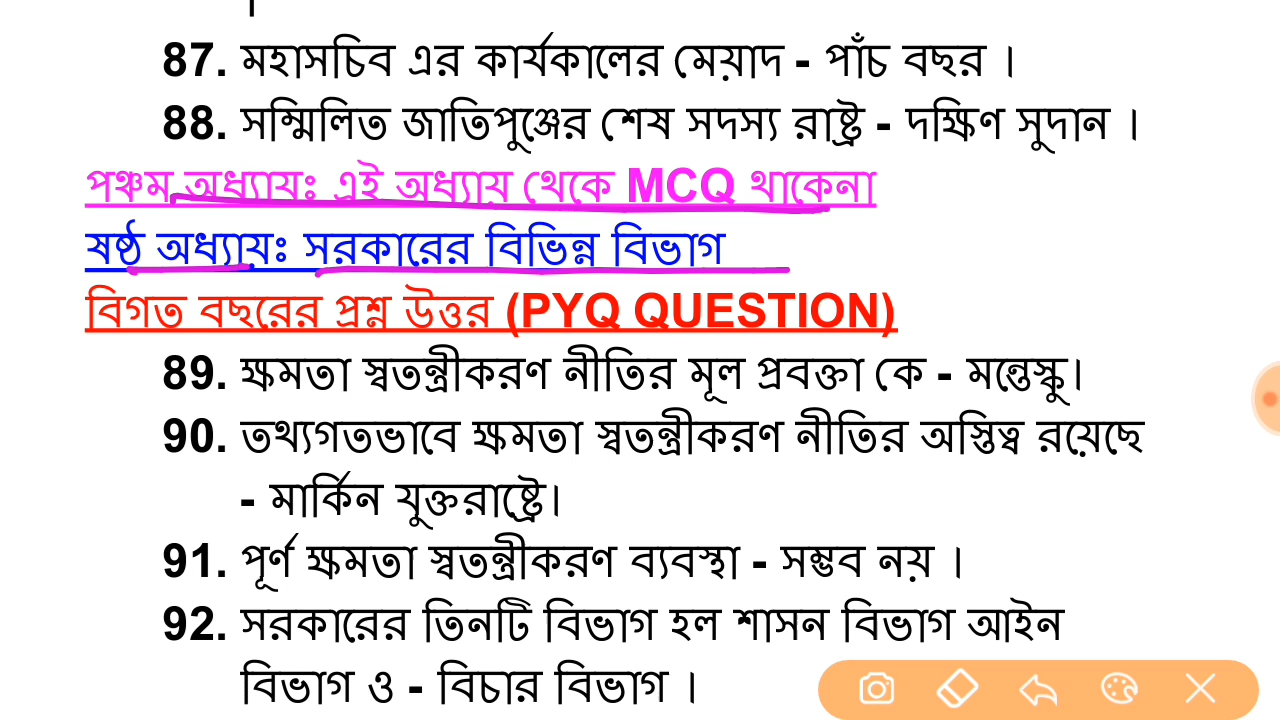 87. মহাসচিব এর কার্যকালের মেয়াদ - পাঁচ বছর ।
88. সম্মিলিত জাতিপুঞ্জের শেষ সদস্য রাষ্ট্র - দক্ষিণ সুদান ।
পঞ্চম অধ্যায়ঃ এই অধ্যায় থেকে MCQ থাকেনা
ষষ্ঠ অধ্যায়ঃ সরকারের বিভিন্ন বিভাগ
বিগত বছরের প্রশ্ন উত্তর (PYQ QUESTION)
89. ক্ষমতা স্বতন্ত্রীকরণ নীতির মূল প্রবক্তা কে - মন্তেস্কু।
90. তথ্যগতভাবে ক্ষমতা স্বতন্ত্রীকরণ নীতির অস্তিত্ব রয়েছে
- মার্কিন যুক্তরাষ্ট্রে।
91. পূর্ণ ক্ষমতা স্বতন্ত্রীকরণ ব্যবস্থা - সম্ভব নয় ।
92. সরকারের তিনটি বিভাগ হল শাসন বিভাগ আইন
বিভাগ ও - বিচার বিভাগ ।